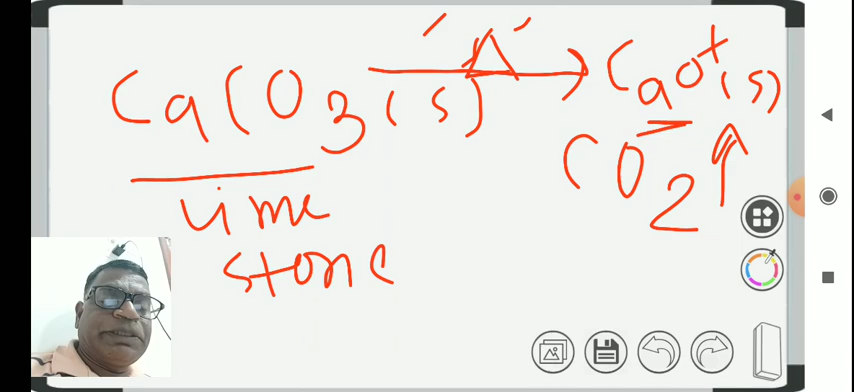 CaCO3(s) Δ → CaO(s) +
CO2 ↑
Lime
stone